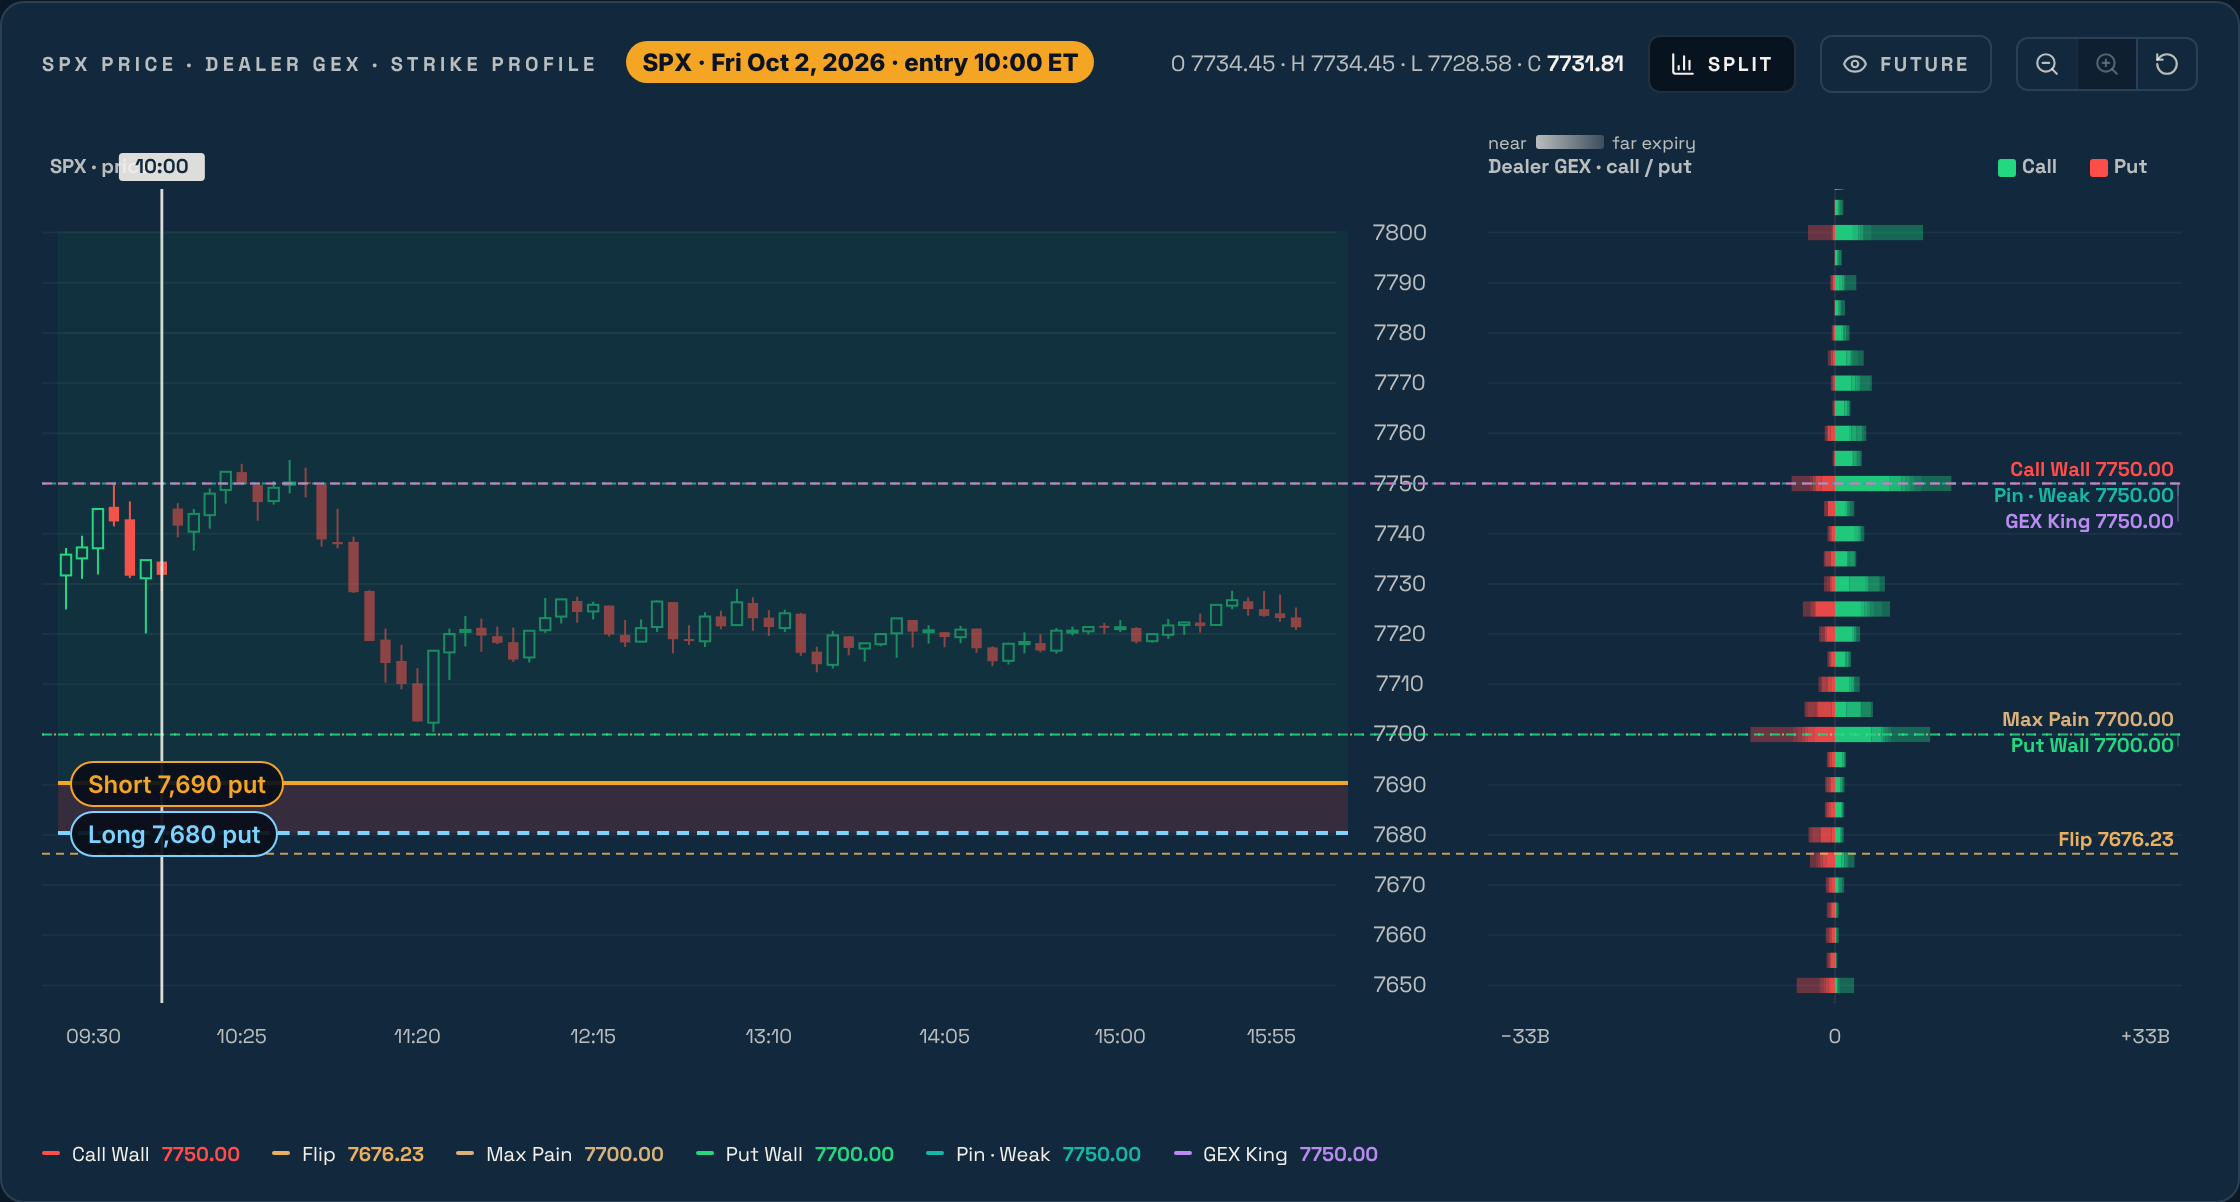 SPX PRICE · DEALER GEX · STRIKE PROFILE
SPX · Fri Oct 2, 2026 · entry 10:00 ET
O 7734.45 · H 7734.45 · L 7728.58 · C 7731.81
SPLIT
FUTURE
near far expiry
SPX · pri
10:00
Dealer GEX · call / put
Call
Put
7800
7790
7780
7770
7760
Call Wall 7750.00
7750
Pin · Weak 7750.00
GEX King 7750.00
7740
7730
7720
7710
Max Pain 7700.00
7700
Put Wall 7700.00
Short 7,690 put
7690
Long 7,680 put
7680
Flip 7676.23
7670
7660
7650
09:30 10:25 11:20 12:15 13:10 14:05 15:00 15:55
−33B 0 +33B
Call Wall 7750.00 Flip 7676.23 Max Pain 7700.00 Put Wall 7700.00 Pin · Weak 7750.00 GEX King 7750.00